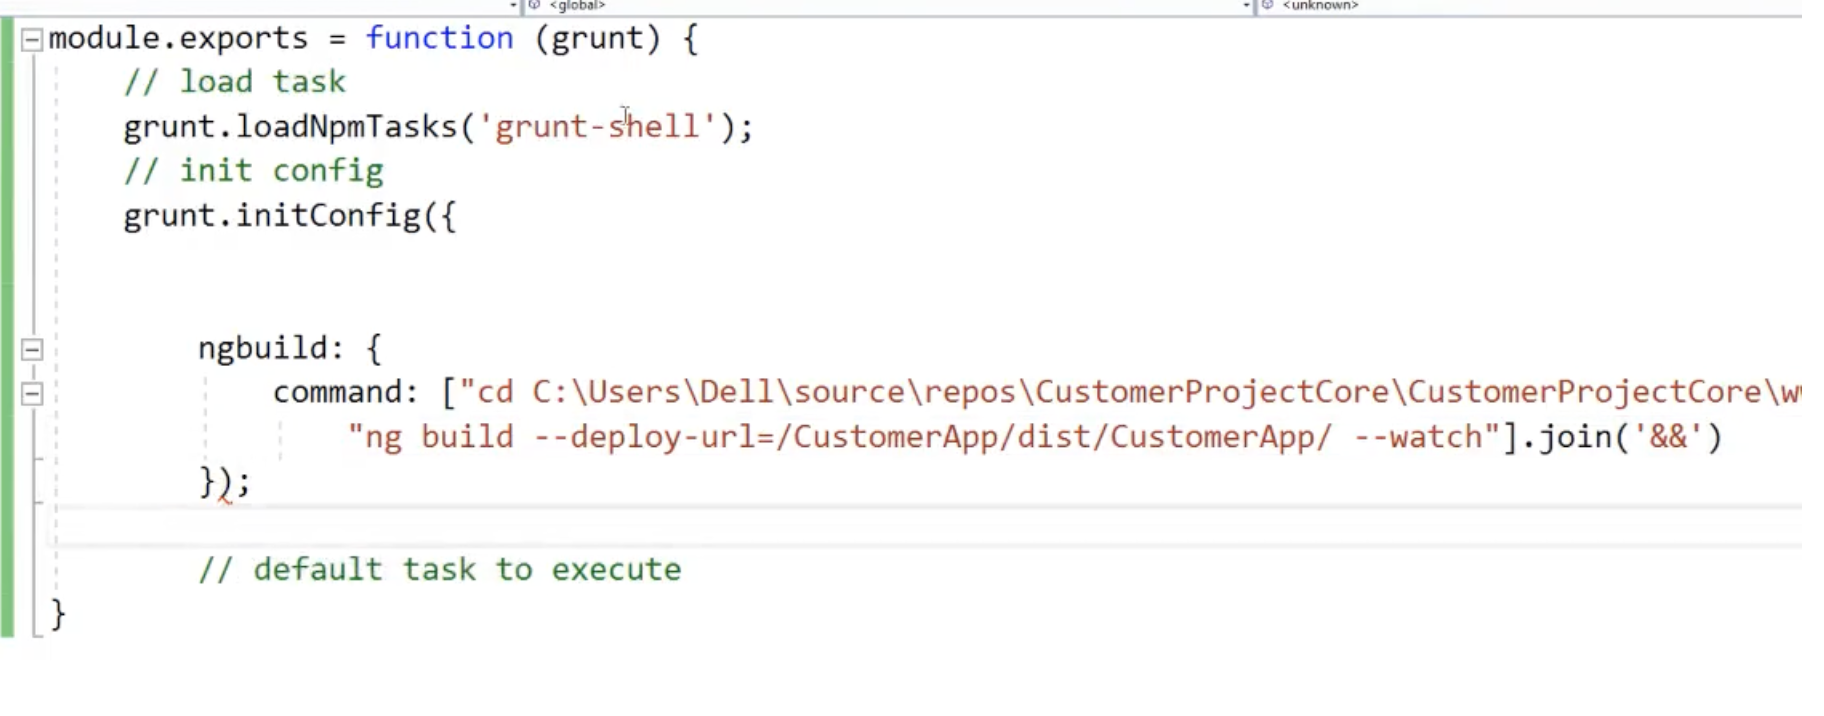 <global> <unknown>
module.exports = function (grunt) {
// load task
grunt.loadNpmTasks('grunt-shell');
// init config
grunt.initConfig({
ngbuild: {
command: ["cd C:\Users\Dell\source\repos\CustomerProjectCore\CustomerProjectCore\w
"ng build --deploy-url=/CustomerApp/dist/CustomerApp/ --watch"].join('&&')
});
// default task to execute
}